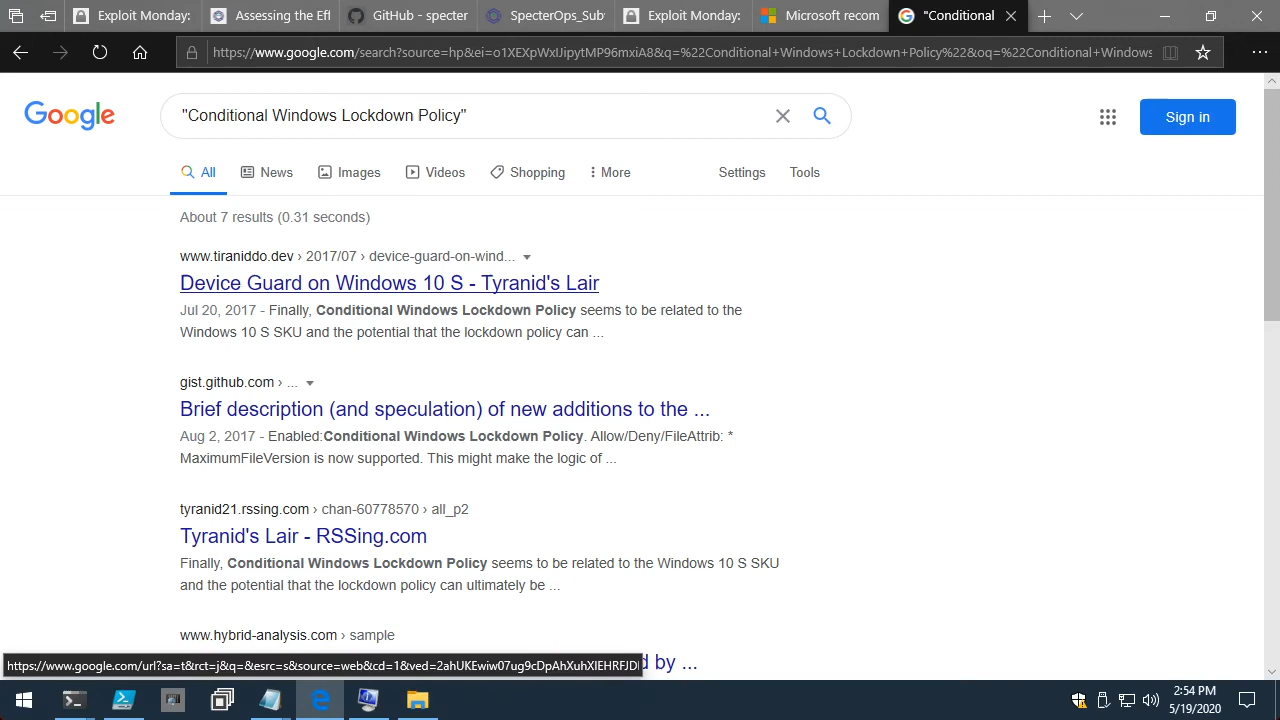 Exploit Monday:
Assessing the Eff
GitHub - specter
SpecterOps_Sub
Exploit Monday:
Microsoft recom
"Conditional
https://www.google.com/search?source=hp&ei=o1XEXpWxIJipytMP96mxiA8&q=%22Conditional+Windows+Lockdown+Policy%22&oq=%22Conditional+Windows
Google
"Conditional Windows Lockdown Policy"
Sign in
All
News
Images
Videos
Shopping
More
Settings
Tools
About 7 results (0.31 seconds)
www.tiraniddo.dev › 2017/07 › device-guard-on-wind...
Device Guard on Windows 10 S - Tyranid's Lair
Jul 20, 2017 - Finally, Conditional Windows Lockdown Policy seems to be related to the
Windows 10 S SKU and the potential that the lockdown policy can ...
gist.github.com › ...
Brief description (and speculation) of new additions to the ...
Aug 2, 2017 - Enabled:Conditional Windows Lockdown Policy. Allow/Deny/FileAttrib: *
MaximumFileVersion is now supported. This might make the logic of ...
tyranid21.rssing.com › chan-60778570 › all_p2
Tyranid's Lair - RSSing.com
Finally, Conditional Windows Lockdown Policy seems to be related to the Windows 10 S SKU
and the potential that the lockdown policy can ultimately be ...
www.hybrid-analysis.com › sample
by ...
https://www.google.com/url?sa=t&rct=j&q=&esrc=s&source=web&cd=1&ved=2ahUKEwiw07ug9cDpAhXuhXIEHRFJD
2:54 PM
5/19/2020